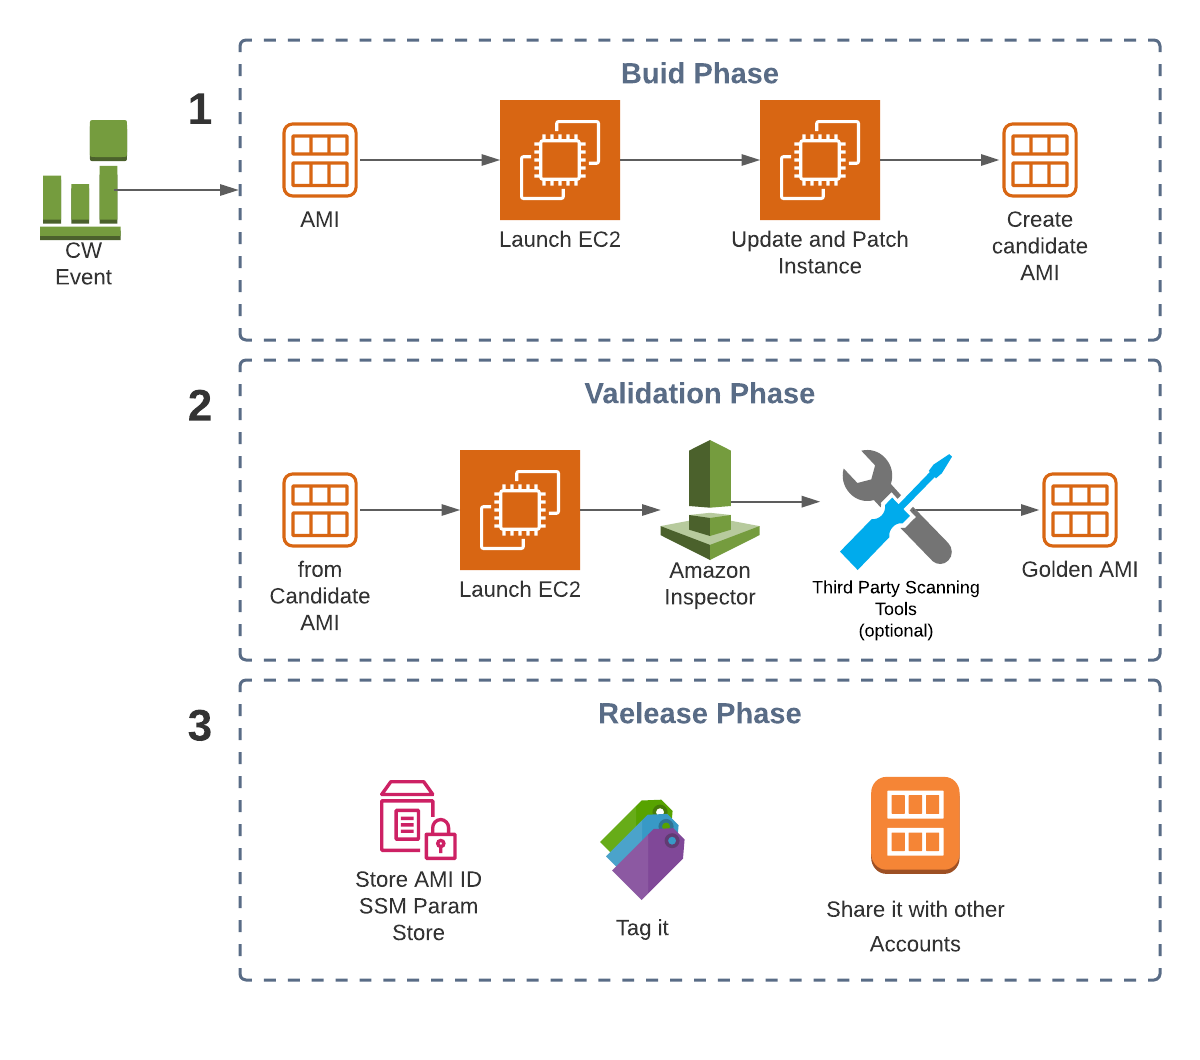 1
Buid Phase
CW
Event
AMI
Launch EC2
Update and Patch
Instance
Create
candidate
AMI
2
Validation Phase
from
Candidate
AMI
Launch EC2
Amazon
Inspector
Third Party Scanning
Tools
(optional)
Golden AMI
3
Release Phase
Store AMI ID
SSM Param
Store
Tag it
Share it with other
Accounts